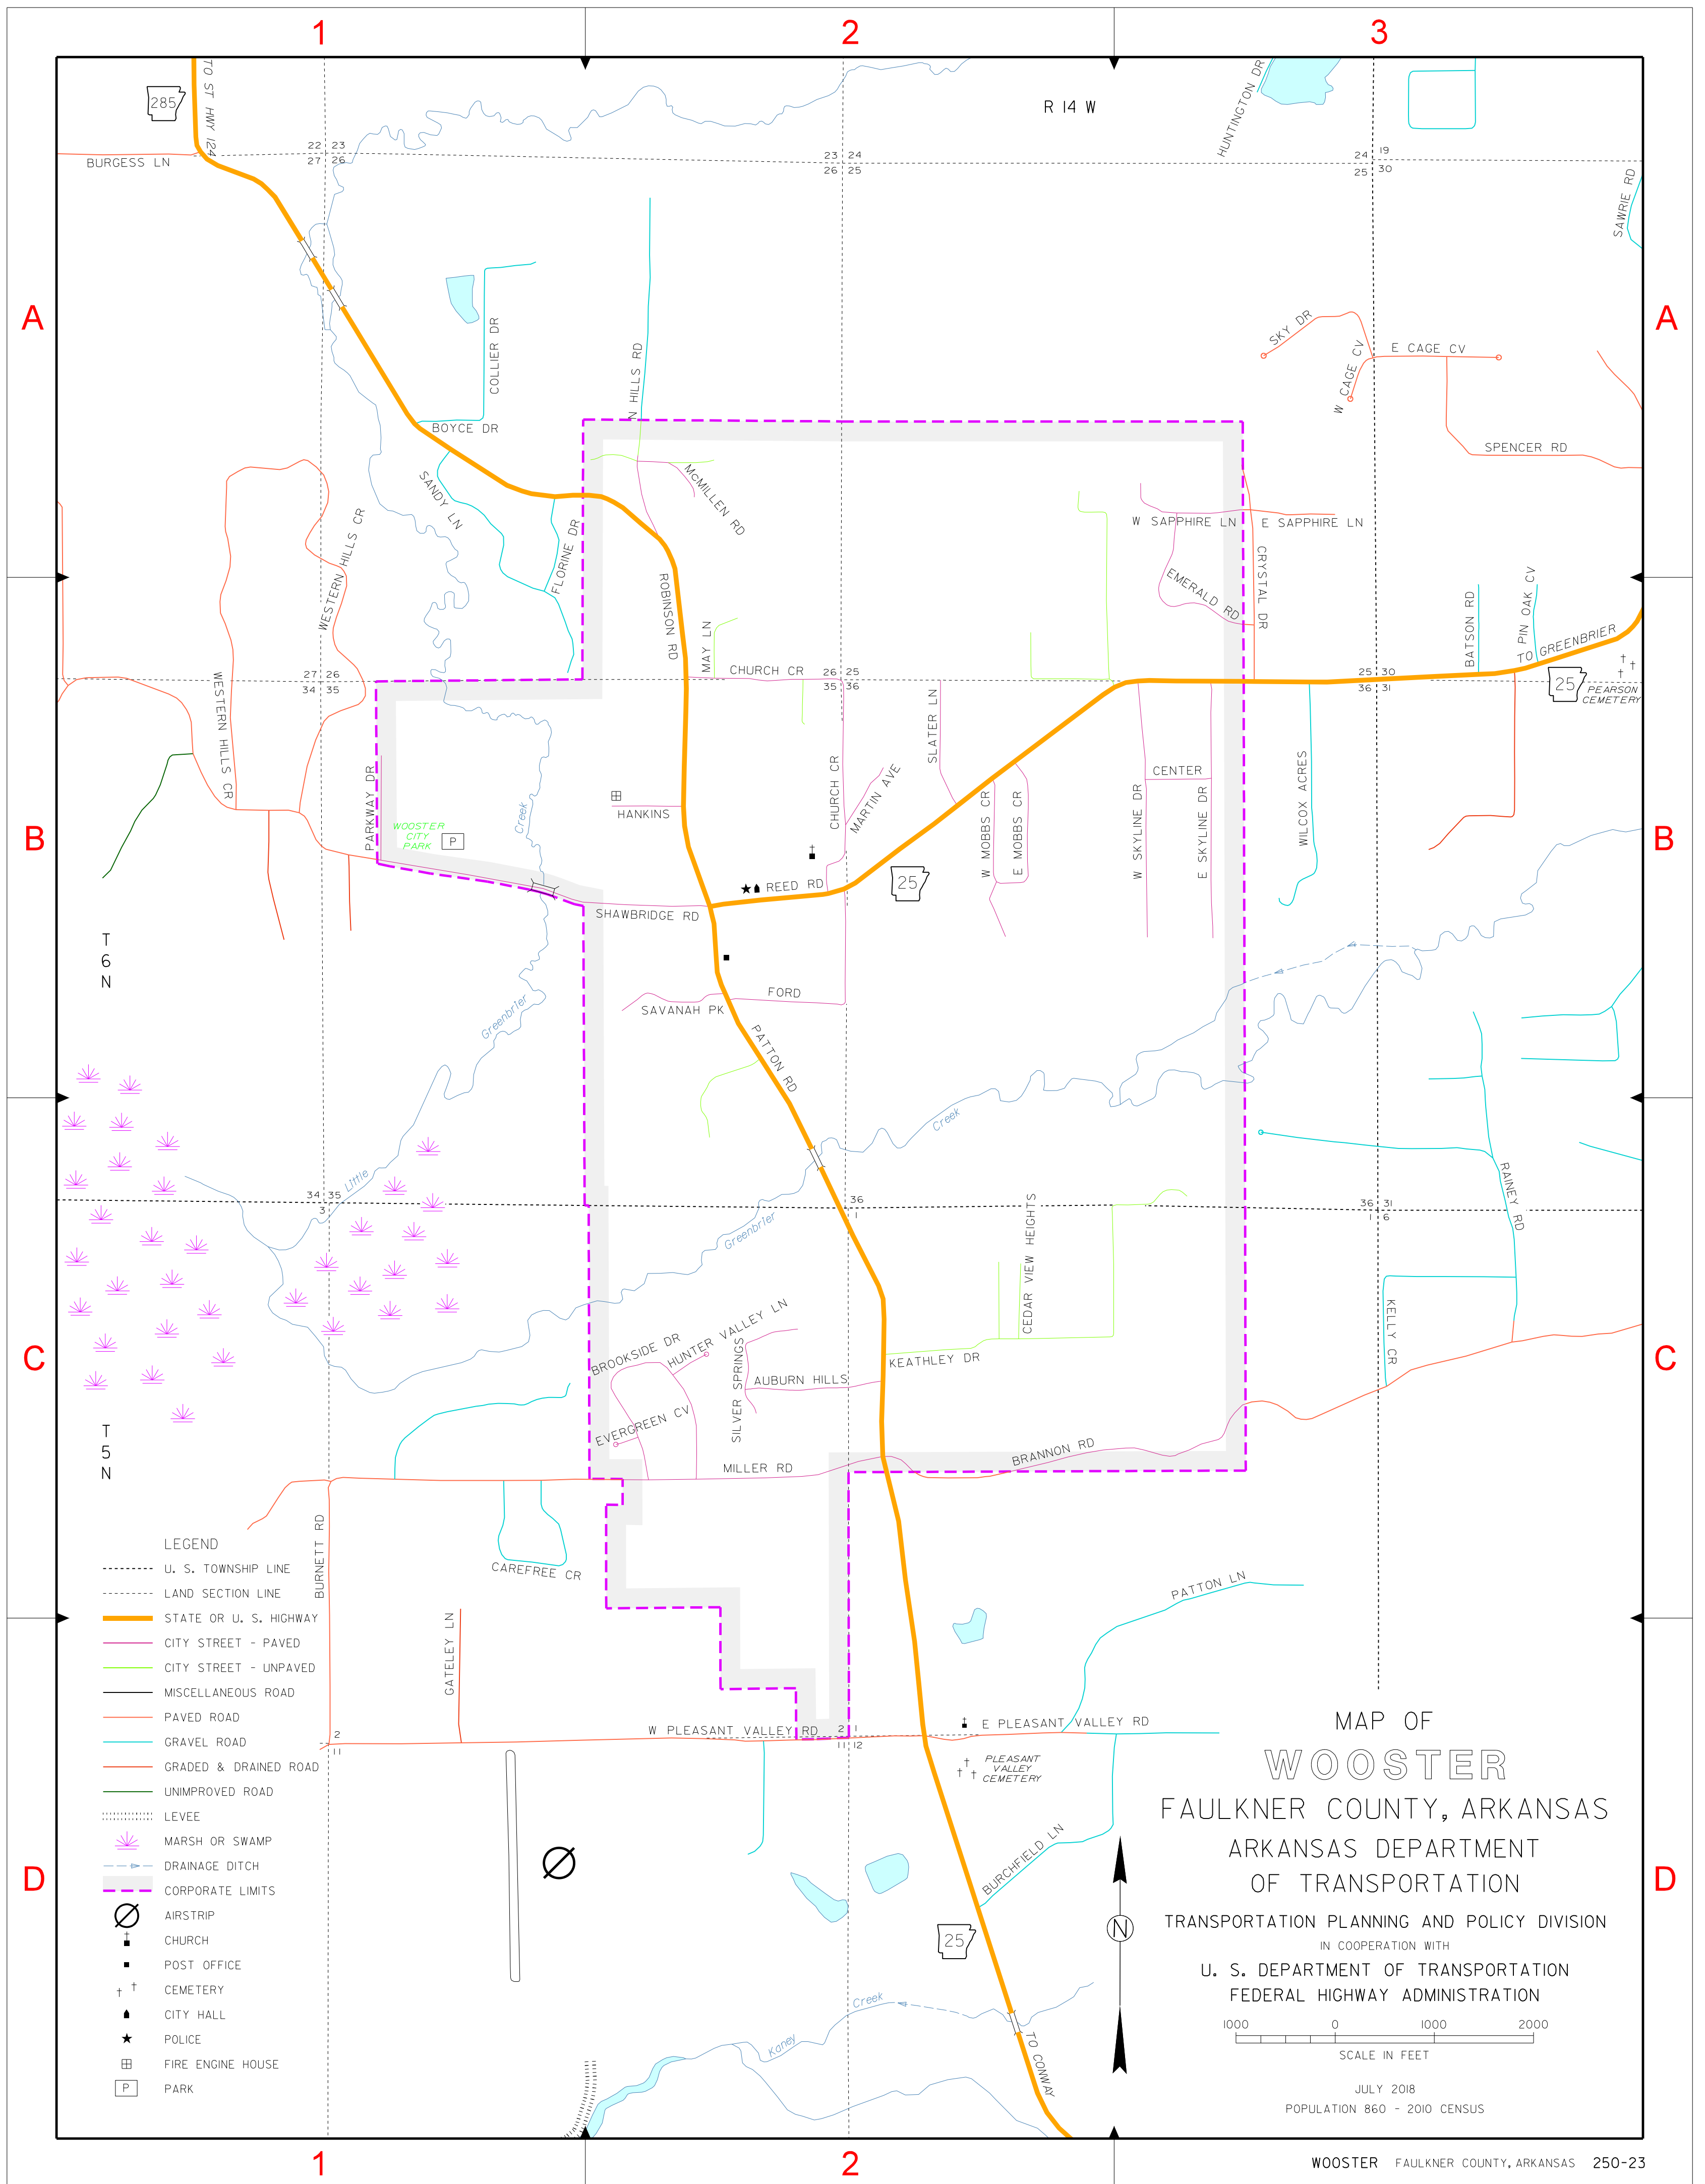 1 2 3
TO ST HWY 124
285
R 14 W
HUNTINGTON DR
BURGESS LN
22 23
27 26
23 24
26 25
24 19
25 30
SAWRIE RD
A A
COLLIER DR
N HILLS RD
SKY DR
W CAGE CV
E CAGE CV
BOYCE DR
SPENCER RD
SANDY LN
McMILLEN RD
WESTERN HILLS CR
FLORINE DR
W SAPPHIRE LN
E SAPPHIRE LN
ROBINSON RD
EMERALD RD
CRYSTAL DR
MAY LN
BATSON RD
PIN OAK CV
TO GREENBRIER
CHURCH CR
27 26
34 35
26 25
35 36
25 30
36 31
25
PEARSON
CEMETERY
WESTERN HILLS CR
SLATER LN
PARKWAY DR
Creek
CHURCH CR
MARTIN AVE
CENTER
W SKYLINE DR
E SKYLINE DR
WILCOX ACRES
HANKINS
W MOBBS CR
E MOBBS CR
B B
WOOSTER
CITY
PARK
P
REED RD
25
SHAWBRIDGE RD
T
6
N
FORD
SAVANAH PK
Greenbrier
PATTON RD
Creek
Little
34 35
3
36
1
36 31
1 6
RAINEY RD
Greenbrier
CEDAR VIEW HEIGHTS
KELLY CR
BROOKSIDE DR
HUNTER VALLEY LN
SILVER SPRINGS
KEATHLEY DR
C C
AUBURN HILLS
EVERGREEN CV
T
5
N
MILLER RD
BRANNON RD
BURNETT RD
CAREFREE CR
PATTON LN
GATELEY LN
LEGEND
U. S. TOWNSHIP LINE
LAND SECTION LINE
STATE OR U. S. HIGHWAY
CITY STREET - PAVED
CITY STREET - UNPAVED
MISCELLANEOUS ROAD
PAVED ROAD
GRAVEL ROAD
GRADED & DRAINED ROAD
UNIMPROVED ROAD
LEVEE
MARSH OR SWAMP
DRAINAGE DITCH
CORPORATE LIMITS
AIRSTRIP
CHURCH
POST OFFICE
CEMETERY
CITY HALL
POLICE
FIRE ENGINE HOUSE
P PARK
2
11
W PLEASANT VALLEY RD
2 1
11 12
E PLEASANT VALLEY RD
PLEASANT
VALLEY
CEMETERY
BURCHFIELD LN
D D
25
Creek
Kaney
TO CONWAY
N
MAP OF
WOOSTER
FAULKNER COUNTY, ARKANSAS
ARKANSAS DEPARTMENT
OF TRANSPORTATION
TRANSPORTATION PLANNING AND POLICY DIVISION
IN COOPERATION WITH
U. S. DEPARTMENT OF TRANSPORTATION
FEDERAL HIGHWAY ADMINISTRATION
1000 0 1000 2000
SCALE IN FEET
JULY 2018
POPULATION 860 - 2010 CENSUS
1 2
WOOSTER FAULKNER COUNTY, ARKANSAS 250-23